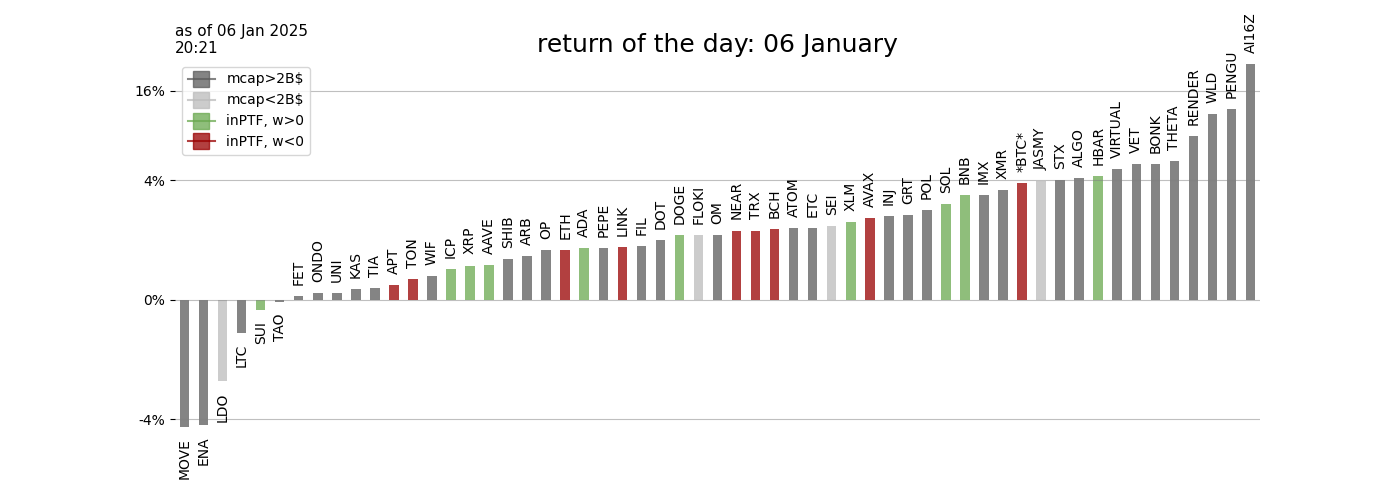 as of 06 Jan 2025
20:21
return of the day: 06 January
mcap>2B$
mcap<2B$
inPTF, w>0
inPTF, w<0
16%
4%
0%
-4%
MOVE
ENA
LDO
LTC
SUI
TAO
FET
ONDO
UNI
KAS
TIA
APT
TON
WIF
ICP
XRP
AAVE
SHIB
ARB
OP
ETH
ADA
PEPE
LINK
FIL
DOT
DOGE
FLOKI
OM
NEAR
TRX
BCH
ATOM
ETC
SEI
XLM
AVAX
INJ
GRT
POL
SOL
BNB
IMX
XMR
*BTC*
JASMY
STX
ALGO
HBAR
VIRTUAL
VET
BONK
THETA
RENDER
WLD
PENGU
AI16Z